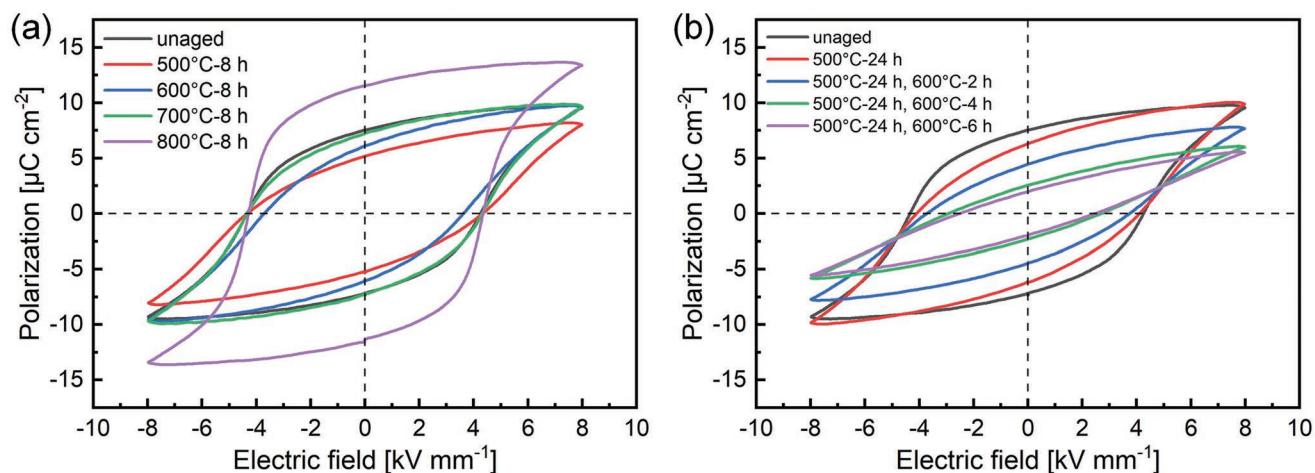 (a)
unaged
500°C-8 h
600°C-8 h
700°C-8 h
800°C-8 h
15
10
5
0
-5
-10
-15
Polarization [µC cm⁻²]
-10 -8 -6 -4 -2 0 2 4 6 8 10
Electric field [kV mm⁻¹]
(b)
unaged
500°C-24 h
500°C-24 h, 600°C-2 h
500°C-24 h, 600°C-4 h
500°C-24 h, 600°C-6 h
15
10
5
0
-5
-10
-15
Polarization [µC cm⁻²]
-10 -8 -6 -4 -2 0 2 4 6 8 10
Electric field [kV mm⁻¹]